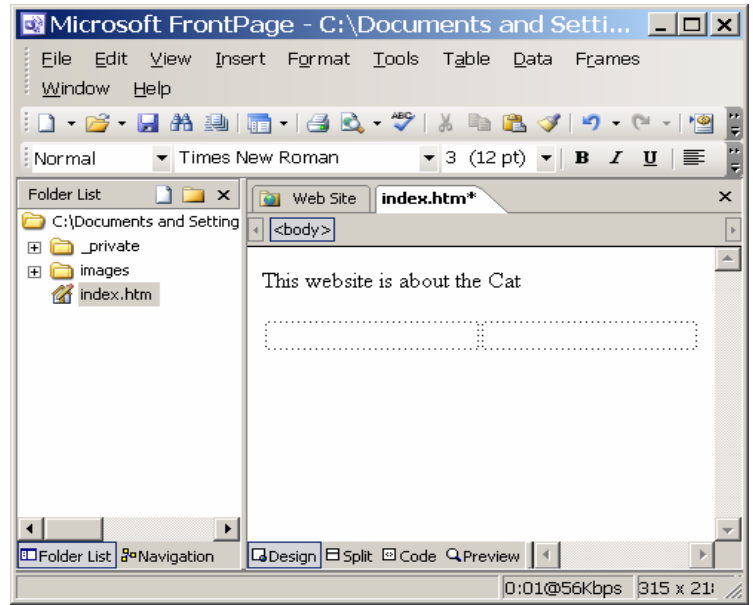 Microsoft FrontPage - C:\Documents and Setti...
File Edit View Insert Format Tools Table Data Frames
Window Help
ABC
Normal Times New Roman 3 (12 pt) B I U
Folder List
Web Site index.htm*
C:\Documents and Setting
<body>
_private
images
index.htm
This website is about the Cat
Folder List Navigation
Design Split Code Preview
0:01@56Kbps 315 x 21